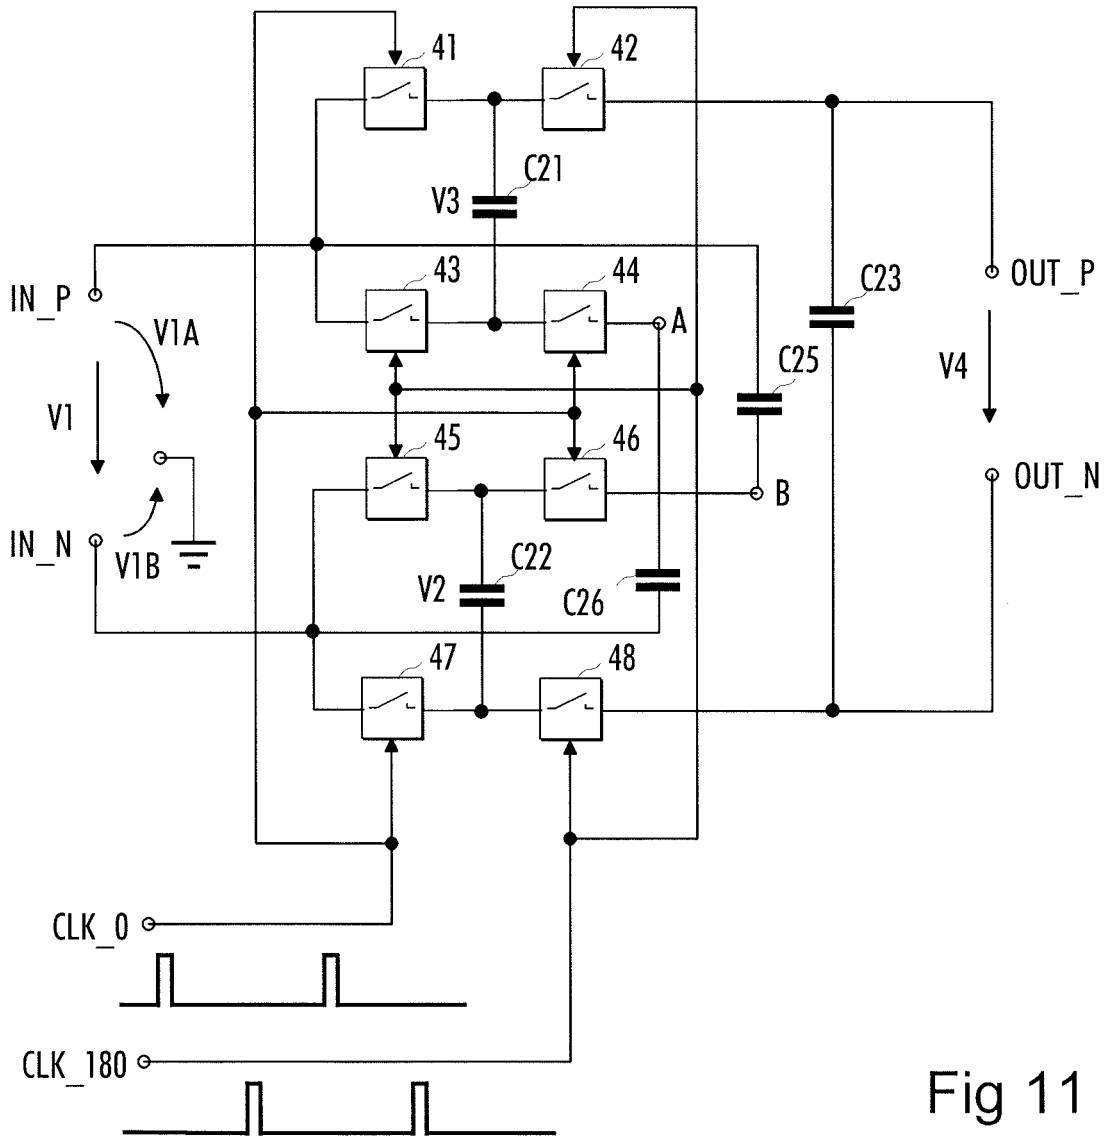 41
42
C21
V3
43
44
IN_P
A
C23
OUT_P
V1A
C25
V4
V1
45
46
B
OUT_N
IN_N
V1B
C22
V2
C26
47
48
CLK_0
CLK_180
Fig 11